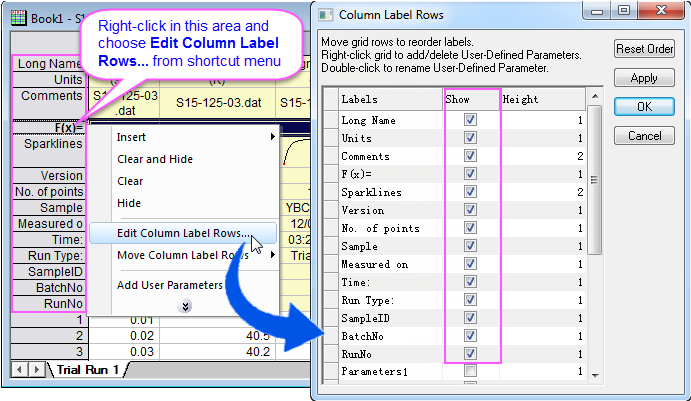 Book1 - S
Right-click in this area and
choose Edit Column Label
Rows... from shortcut menu
Long Name
Units
Comments
S15-125-03
.dat
S15-125-03.dat
F(x)=
Sparklines
Version
No. of points
Sample
YBC
Measured o
12/0
Time:
03:2
Run Type:
Tria
SampleID
BatchNo
RunNo
1
0.01
2
0.02
40.5
3
0.03
40.2
Trial Run 1
Insert
Clear and Hide
Clear
Hide
Edit Column Label Rows...
Move Column Label Rows
Add User Parameters
Column Label Rows
Move grid rows to reorder labels.
Right-click grid to add/delete User-Defined Parameters.
Double-click to rename User-Defined Parameter.
Reset Order
Apply
OK
Cancel
Labels Show Height
Long Name 1
Units 1
Comments 2
F(x)= 1
Sparklines 2
Version 1
No. of points 1
Sample 1
Measured on 1
Time: 1
Run Type: 1
SampleID 1
BatchNo 1
RunNo 1
Parameters1 1